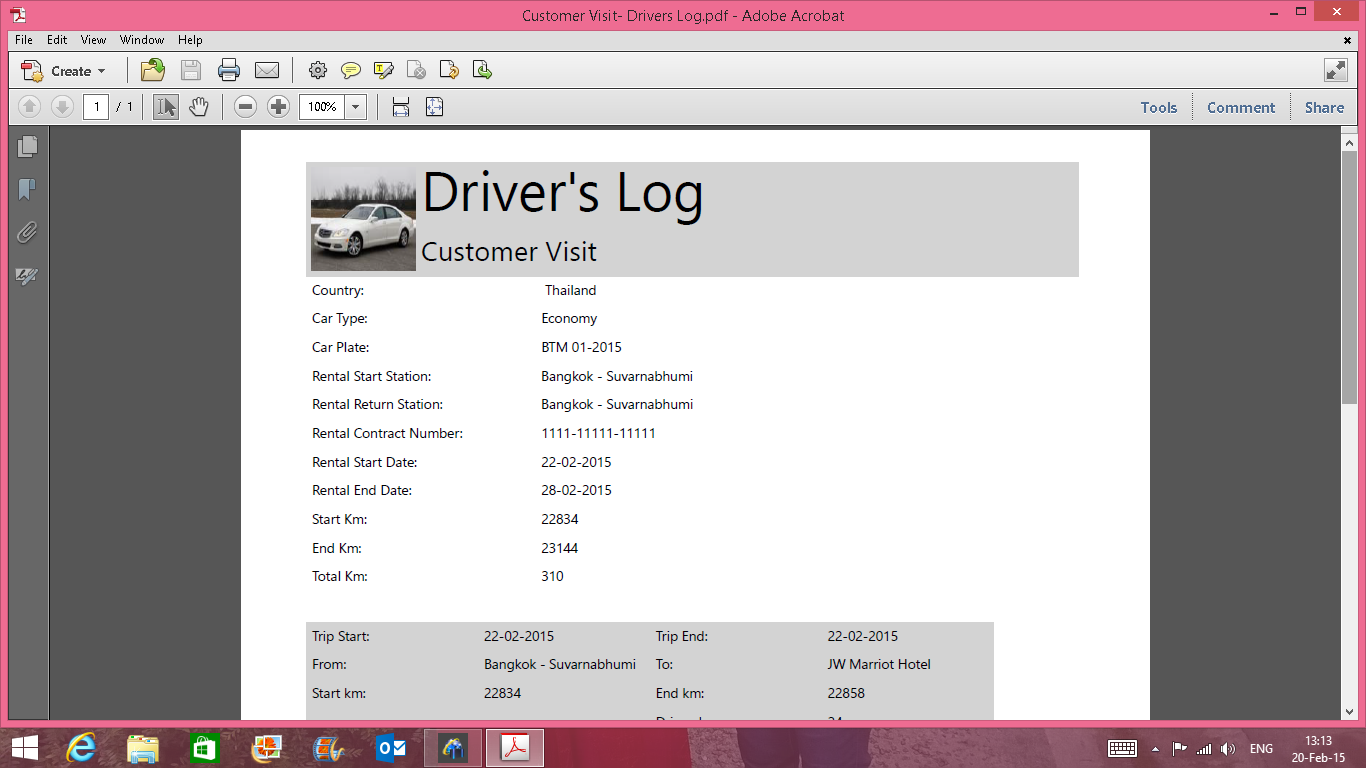 Customer Visit- Drivers Log.pdf - Adobe Acrobat
File Edit View Window Help
Create
1 / 1 100% Tools Comment Share
Driver's Log
Customer Visit
Country: Thailand
Car Type: Economy
Car Plate: BTM 01-2015
Rental Start Station: Bangkok - Suvarnabhumi
Rental Return Station: Bangkok - Suvarnabhumi
Rental Contract Number: 1111-11111-11111
Rental Start Date: 22-02-2015
Rental End Date: 28-02-2015
Start Km: 22834
End Km: 23144
Total Km: 310
Trip Start: 22-02-2015 Trip End: 22-02-2015
From: Bangkok - Suvarnabhumi To: JW Marriot Hotel
Start km: 22834 End km: 22858
ENG
13:13
20-Feb-15